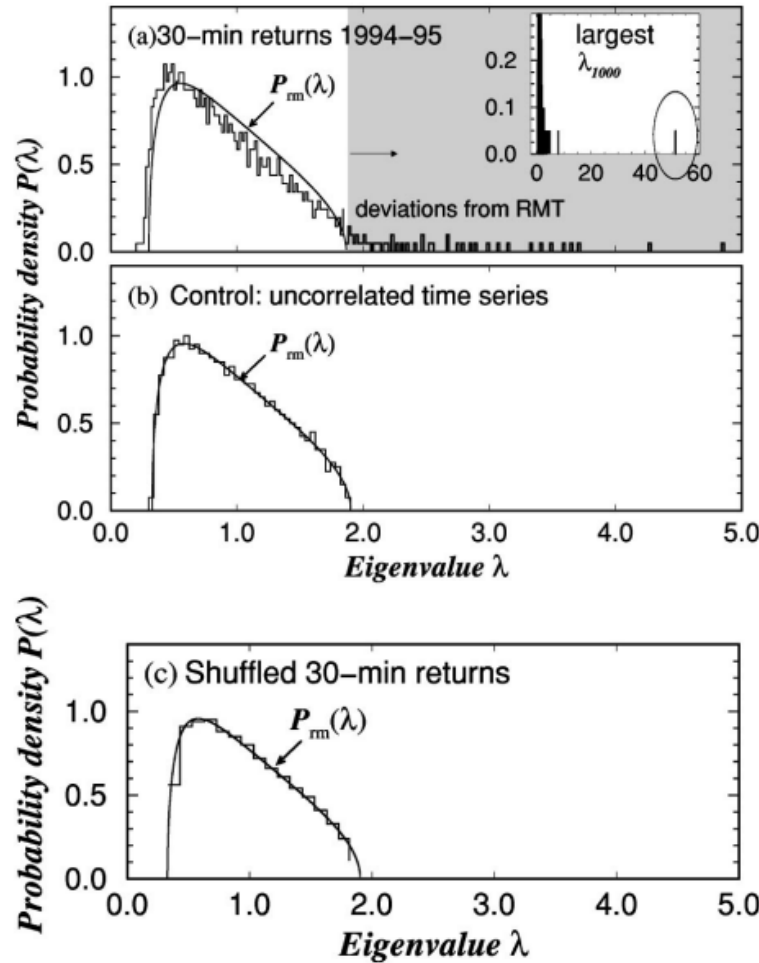 (a)30−min returns 1994−95
largest
λ1000
Prm(λ)
deviations from RMT
0.2
0.1
0.0
0 20 40 60
1.0
0.5
0.0
(b) Control: uncorrelated time series
Prm(λ)
1.0
0.5
0.0
0.0 1.0 2.0 3.0 4.0 5.0
Probability density P(λ)
Eigenvalue λ
(c) Shuffled 30−min returns
Prm(λ)
1.0
0.5
0.0
0.0 1.0 2.0 3.0 4.0 5.0
Probability density P(λ)
Eigenvalue λ